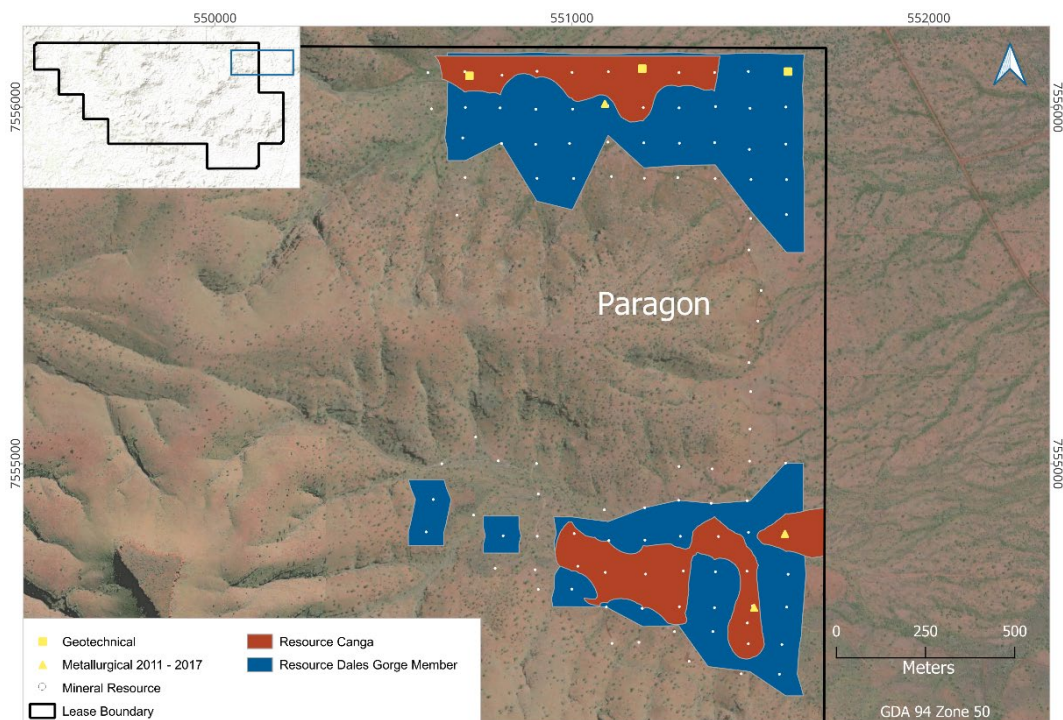 550000
551000
552000
7556000
7556000
Paragon
7555000
7555000
Geotechnical
Metallurgical 2011 - 2017
Mineral Resource
Lease Boundary
Resource Canga
Resource Dales Gorge Member
0 250 500
Meters
GDA 94 Zone 50